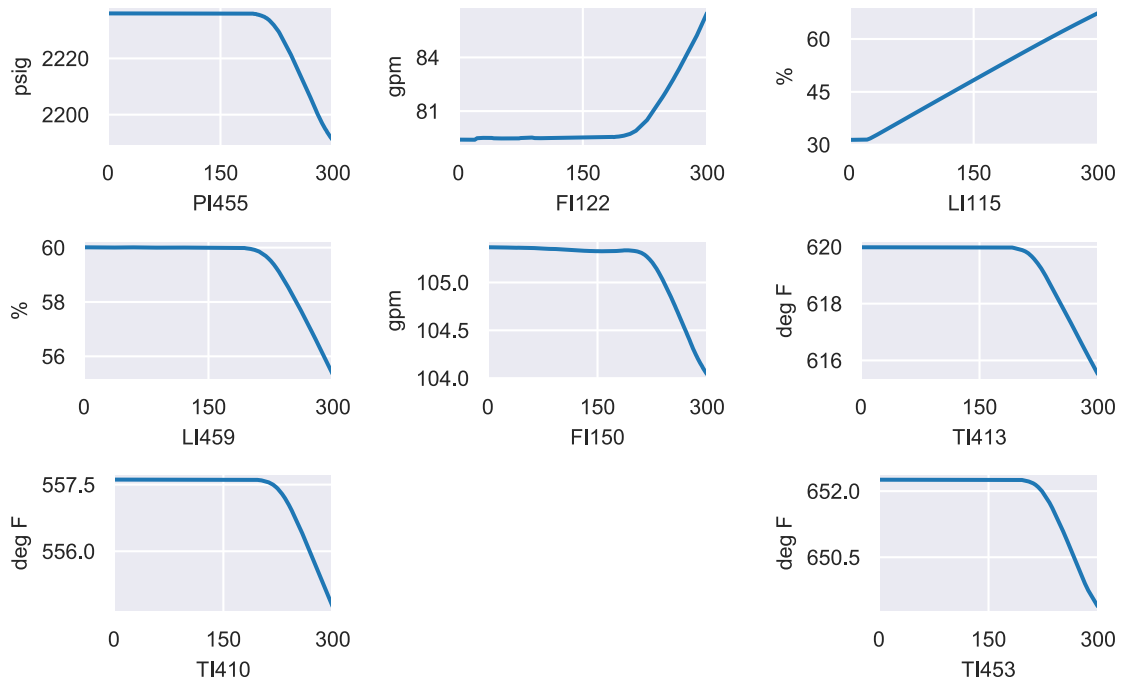 psig
2220
2200
0 150 300
PI455
gpm
84
81
0 150 300
FI122
%
60
45
30
0 150 300
LI115
%
60
58
56
0 150 300
LI459
gpm
105.0
104.5
104.0
0 150 300
FI150
deg F
620
618
616
0 150 300
TI413
deg F
557.5
556.0
0 150 300
TI410
deg F
652.0
650.5
0 150 300
TI453